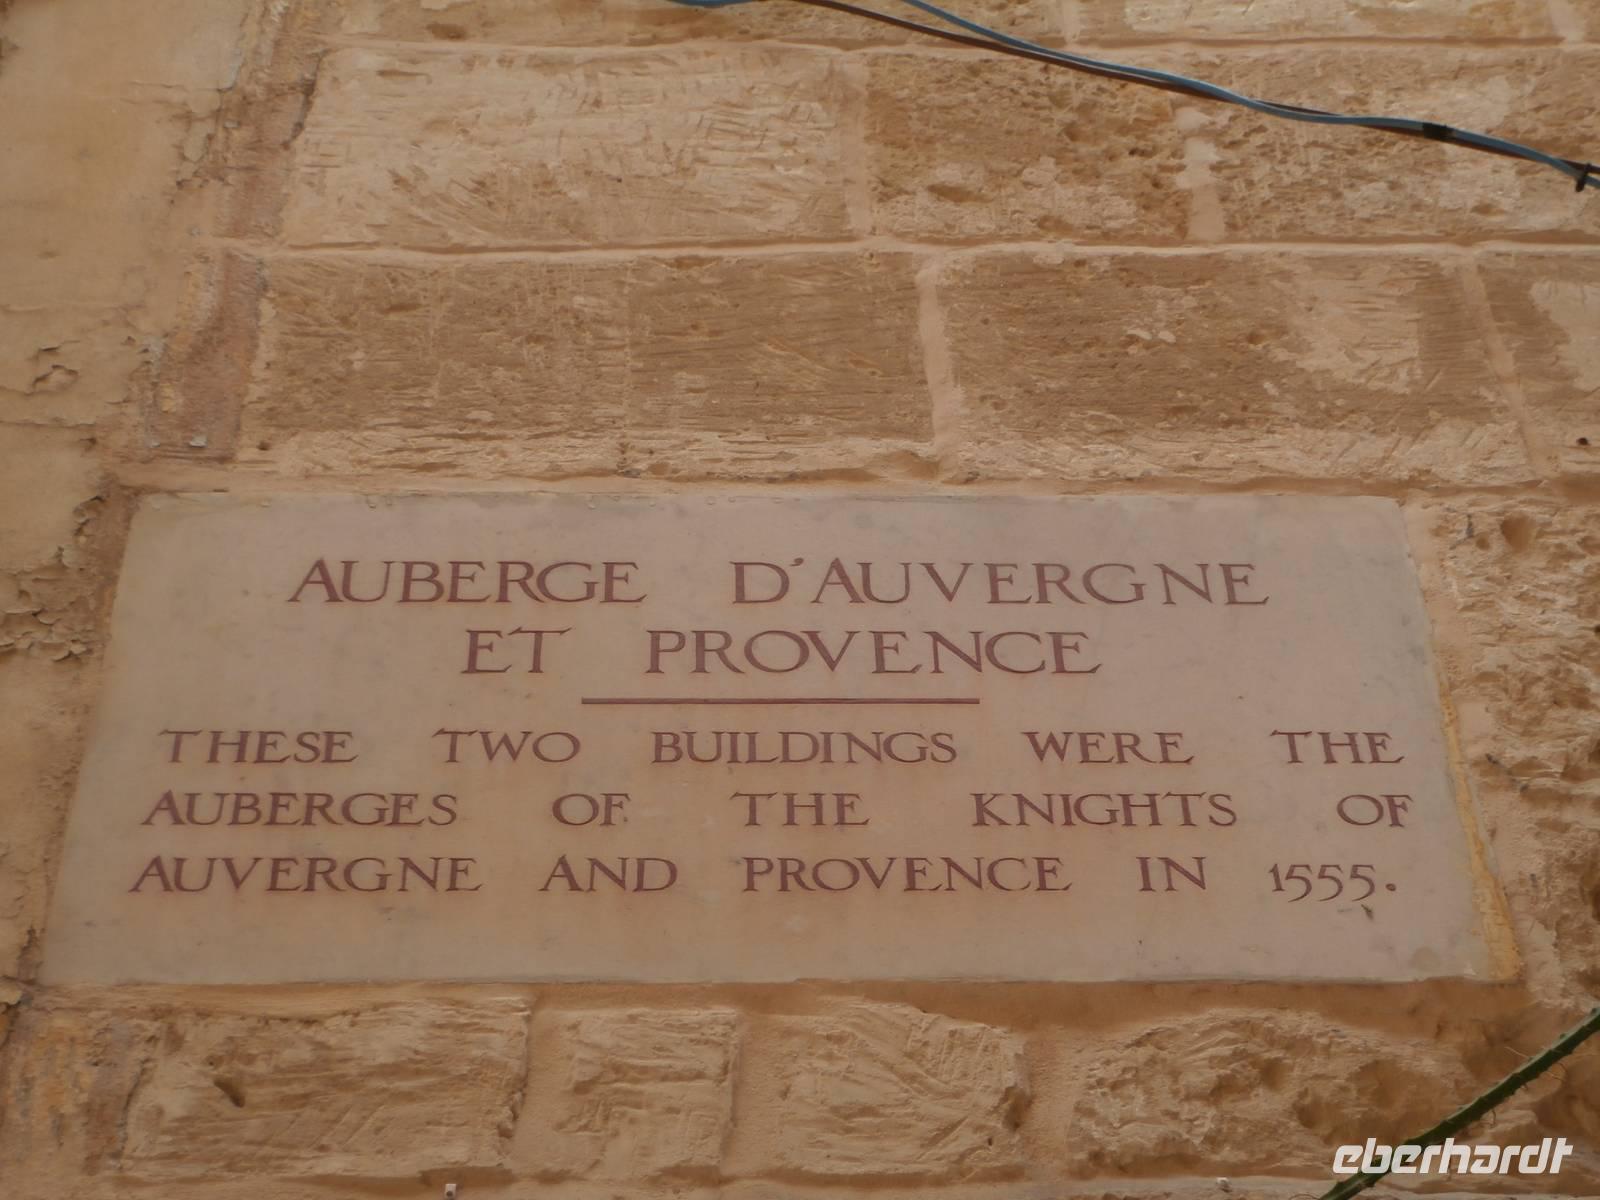 AUBERGE D'AUVERGNE
ET PROVENCE
THESE TWO BUILDINGS WERE THE
AUBERGES OF THE KNIGHTS OF
AUVERGNE AND PROVENCE IN 1555.
eberhardt